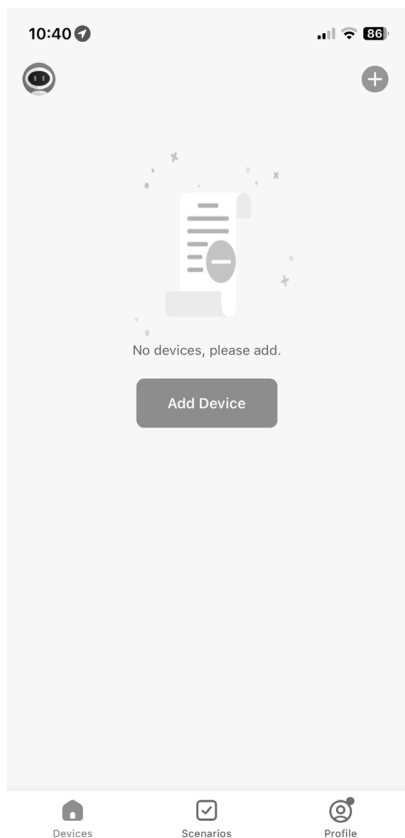 10:40
86
No devices, please add.
Add Device
Devices
Scenarios
Profile